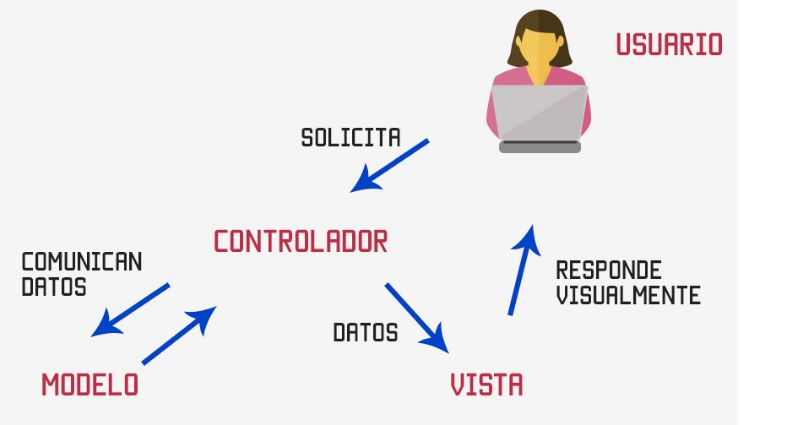 USUARIO
SOLICITA
CONTROLADOR
COMUNICAN
DATOS
RESPONDE
VISUALMENTE
DATOS
MODELO
VISTA